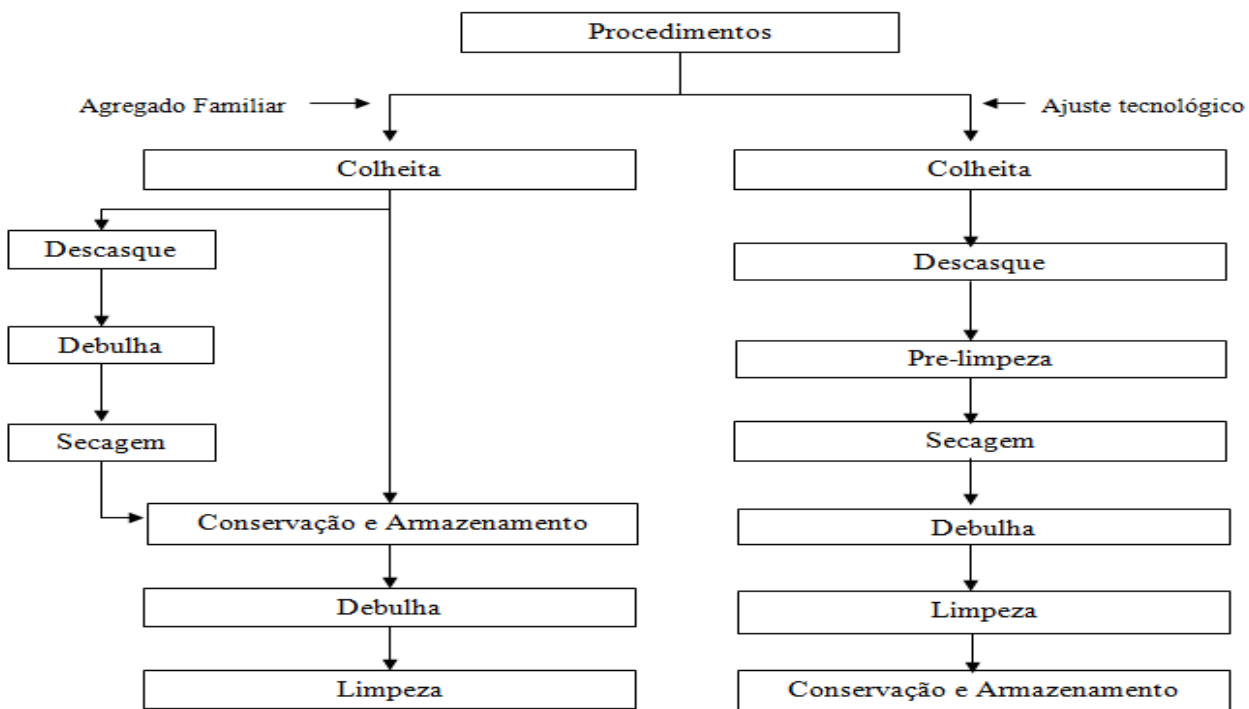 Procedimentos
Agregado Familiar
Ajuste tecnológico
Colheita
Colheita
Descasque
Descasque
Debulha
Pre-limpeza
Secagem
Secagem
Conservação e Armazenamento
Debulha
Debulha
Limpeza
Limpeza
Conservação e Armazenamento